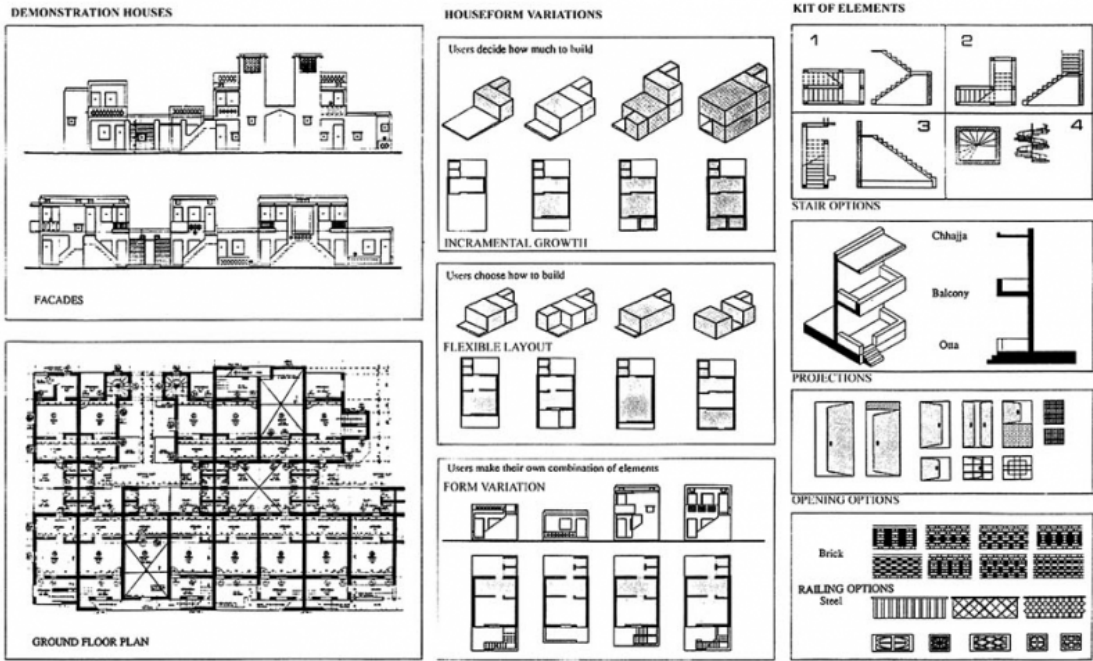 DEMONSTRATION HOUSES
FACADES
GROUND FLOOR PLAN
HOUSEFORM VARIATIONS
Users decide how much to build
INCRAMENTAL GROWTH
Users choose how to build
FLEXIBLE LAYOUT
Users make their own combination of elements
FORM VARIATION
KIT OF ELEMENTS
1
2
3
4
STAIR OPTIONS
Chhajja
Balcony
Otta
PROJECTIONS
OPENING OPTIONS
Brick
RAILING OPTIONS
Steel